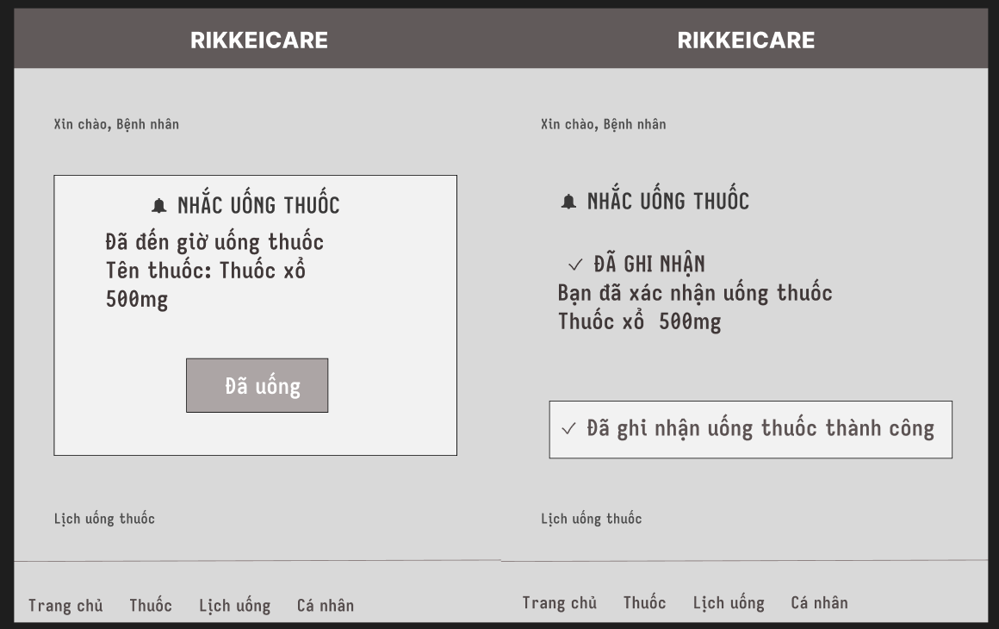 RIKKEICARE
Xin chào, Bệnh nhân
NHẮC UỐNG THUỐC
Đã đến giờ uống thuốc
Tên thuốc: Thuốc xổ
500mg
Đã uống
Lịch uống thuốc
Trang chủ Thuốc Lịch uống Cá nhân
RIKKEICARE
Xin chào, Bệnh nhân
NHẮC UỐNG THUỐC
✓ ĐÃ GHI NHẬN
Bạn đã xác nhận uống thuốc
Thuốc xổ 500mg
✓ Đã ghi nhận uống thuốc thành công
Lịch uống thuốc
Trang chủ Thuốc Lịch uống Cá nhân